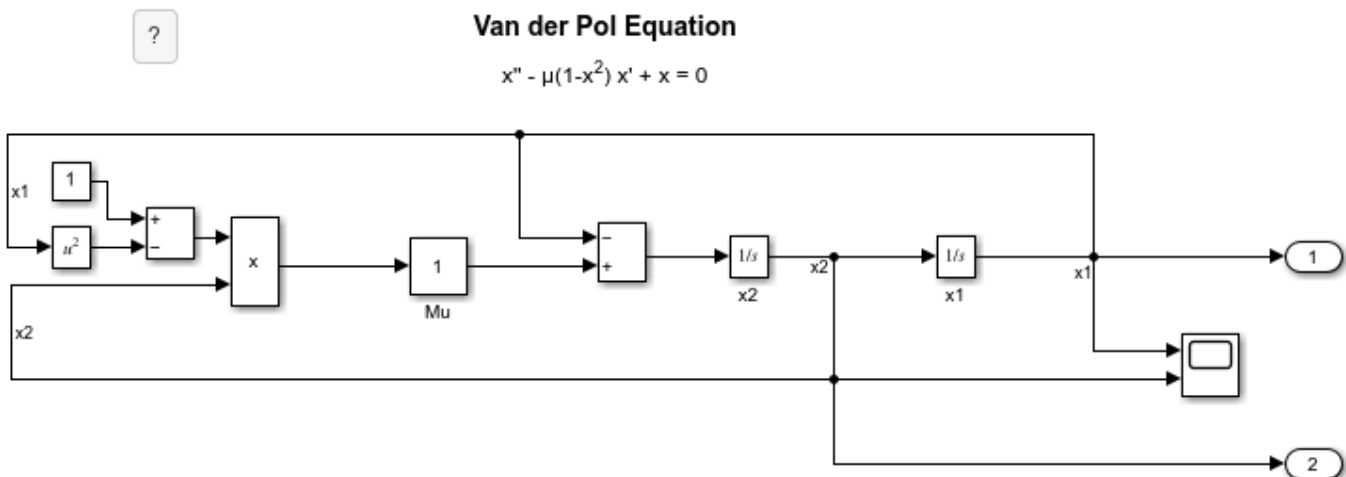 ?
Van der Pol Equation
x" - μ(1-x²) x' + x = 0
x1
1
+
u²
−
x
x2
1
Mu
−
+
1/s
x2
x2
1/s
x1
x1
1
2